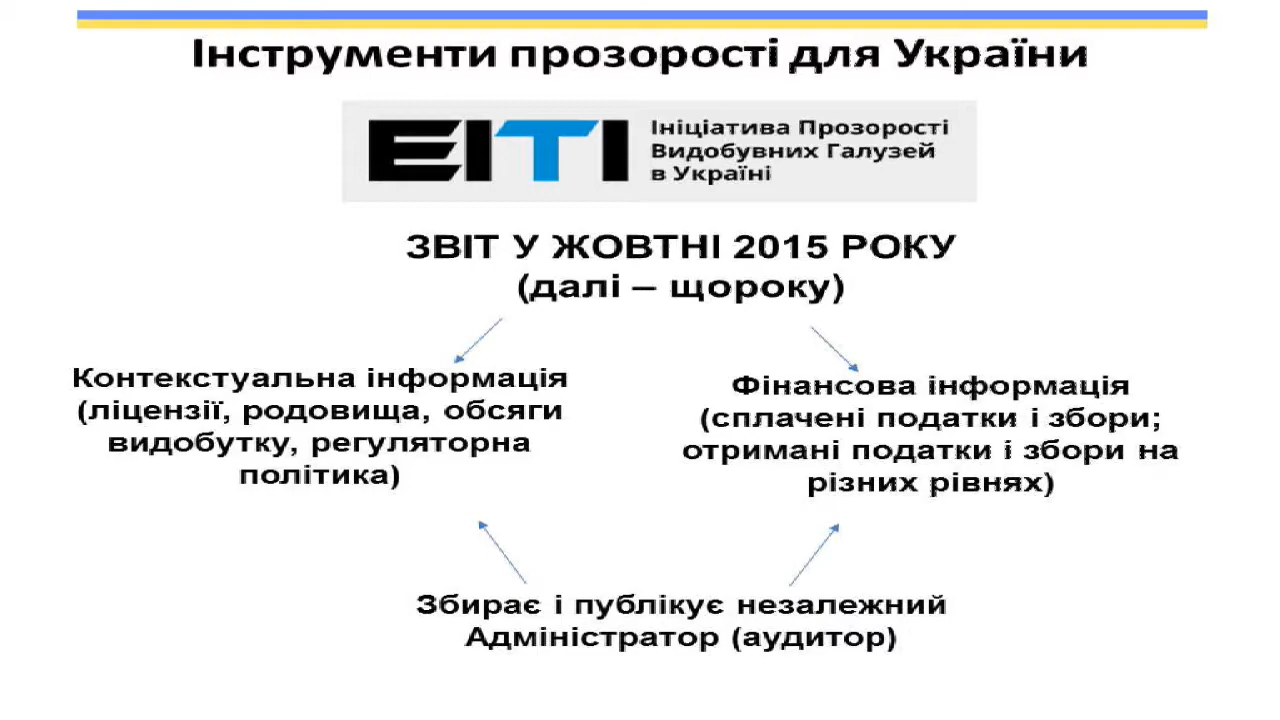 Інструменти прозорості для України
EITI
Ініціатива Прозорості
Видобувних Галузей
в Україні
ЗВІТ У ЖОВТНІ 2015 РОКУ
(далі – щороку)
Контекстуальна інформація
(ліцензії, родовища, обсяги
видобутку, регуляторна
політика)
Фінансова інформація
(сплачені податки і збори;
отримані податки і збори на
різних рівнях)
Збирає і публікує незалежний
Адміністратор (аудитор)